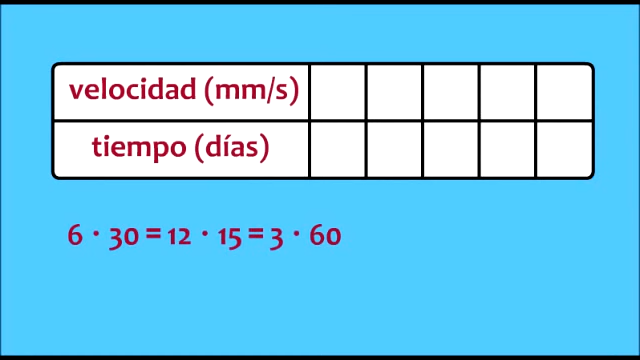 velocidad (mm/s)
tiempo (días)
6 · 30 = 12 · 15 = 3 · 60